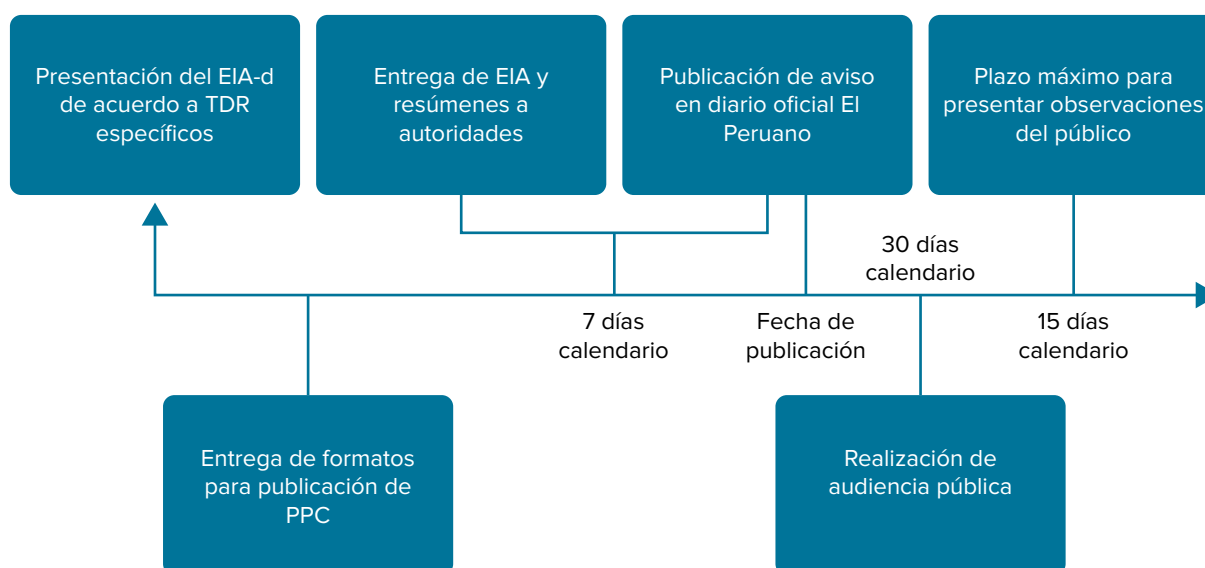 Presentación del EIA-d
de acuerdo a TDR
específicos
Entrega de EIA y
resúmenes a
autoridades
Publicación de aviso
en diario oficial El
Peruano
Plazo máximo para
presentar observaciones
del público
30 días
calendario
7 días
calendario
Fecha de
publicación
15 días
calendario
Entrega de formatos
para publicación de
PPC
Realización de
audiencia pública